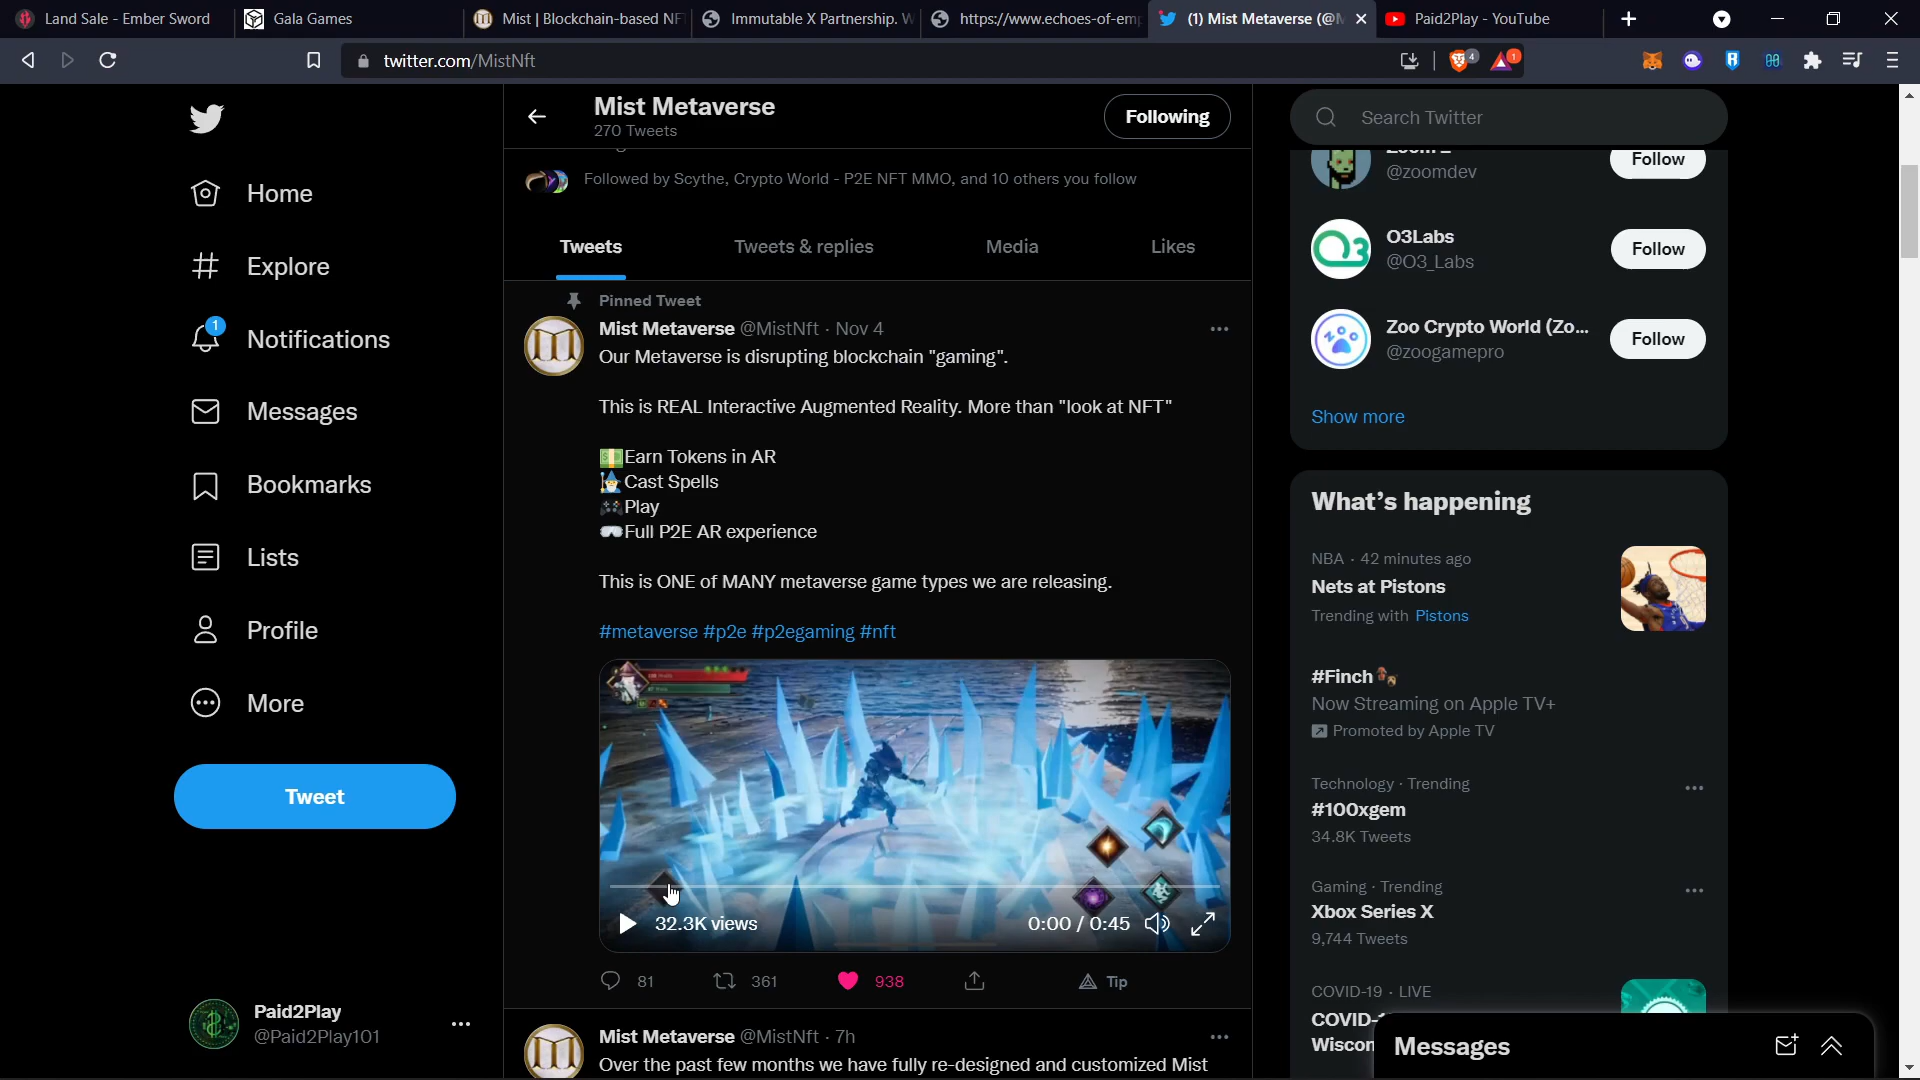 Land Sale - Ember Sword
Gala Games
Mist | Blockchain-based NF
Immutable X Partnership. W
https://www.echoes-of-emp
(1) Mist Metaverse (@M
Paid2Play - YouTube
twitter.com/MistNft
4
1
Mist Metaverse
270 Tweets
Following
Search Twitter
Home
Explore
1
Notifications
Messages
Bookmarks
Lists
Profile
More
Tweet
Paid2Play
@Paid2Play101
Followed by Scythe, Crypto World - P2E NFT MMO, and 10 others you follow
Tweets
Tweets & replies
Media
Likes
Pinned Tweet
Mist Metaverse @MistNft · Nov 4
Our Metaverse is disrupting blockchain "gaming".
This is REAL Interactive Augmented Reality. More than "look at NFT"
Earn Tokens in AR
Cast Spells
Play
Full P2E AR experience
This is ONE of MANY metaverse game types we are releasing.
#metaverse #p2e #p2egaming #nft
32.3K views
0:00 / 0:45
81
361
938
Tip
Mist Metaverse @MistNft · 7h
Over the past few months we have fully re-designed and customized Mist
@zoomdev
Follow
O3Labs
@O3_Labs
Follow
Zoo Crypto World (Zo...
@zoogamepro
Follow
Show more
What's happening
NBA · 42 minutes ago
Nets at Pistons
Trending with Pistons
#Finch
Now Streaming on Apple TV+
Promoted by Apple TV
Technology · Trending
#100xgem
34.8K Tweets
Gaming · Trending
Xbox Series X
9,744 Tweets
COVID-19 · LIVE
COVID-1
Wiscon
Messages